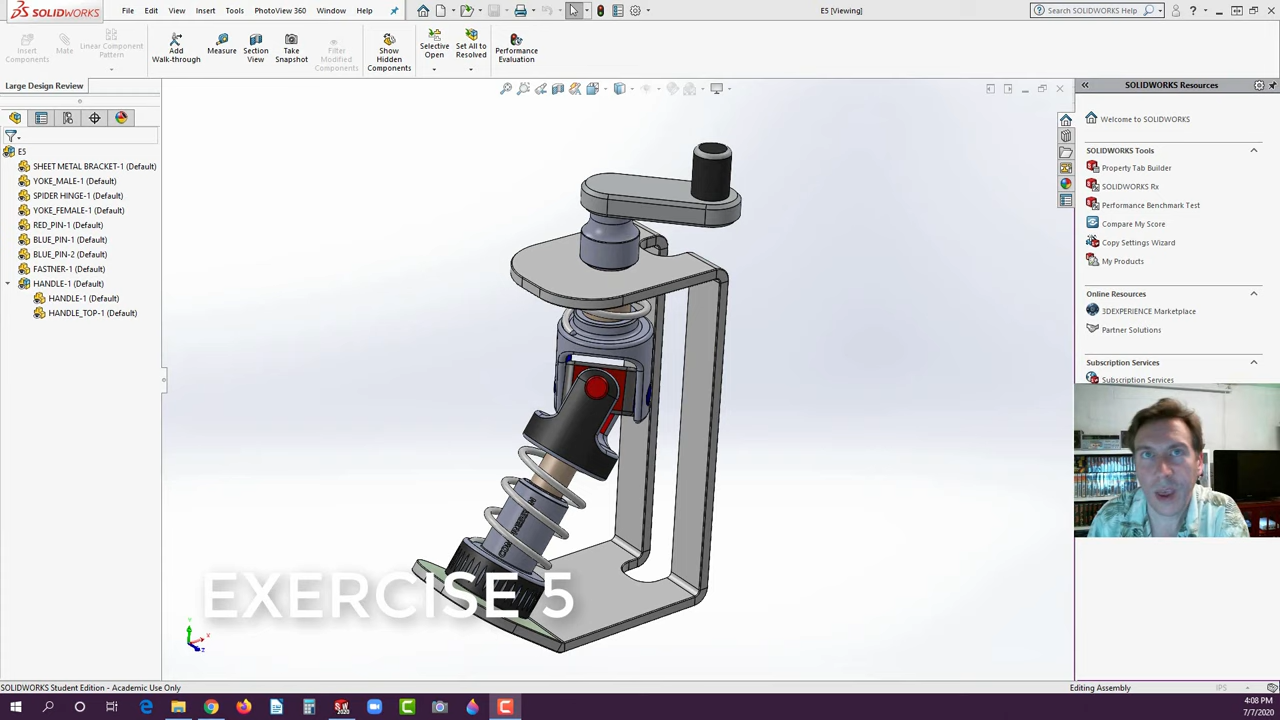 SOLIDWORKS
File
Edit
View
Insert
Tools
PhotoView 360
Window
E5 [Viewing]
Search SOLIDWORKS Help
Insert Components
Mate
Linear Component Pattern
Add Walk-through
Measure
Section View
Take Snapshot
Filter Modified Components
Show Hidden Components
Selective Open
Set All to Resolved
Performance Evaluation
Large Design Review
SOLIDWORKS Resources
E5
SHEET METAL BRACKET-1 (Default)
YOKE_MALE-1 (Default)
SPIDER HINGE-1 (Default)
YOKE_FEMALE-1 (Default)
RED_PIN-1 (Default)
BLUE_PIN-1 (Default)
BLUE_PIN-2 (Default)
FASTNER-1 (Default)
HANDLE-1 (Default)
HANDLE-1 (Default)
HANDLE_TOP-1 (Default)
Welcome to SOLIDWORKS
SOLIDWORKS Tools
Property Tab Builder
SOLIDWORKS Rx
Performance Benchmark Test
Compare My Score
Copy Settings Wizard
My Products
Online Resources
3DEXPERIENCE Marketplace
Partner Solutions
Subscription Services
Subscription Services
EXERCISE 5
SOLIDWORKS Student Edition - Academic Use Only
Editing Assembly
IPS
4:08 PM
7/7/2020